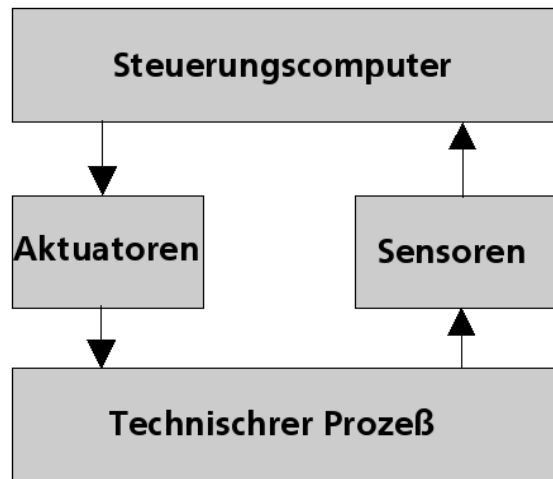 Steuerungscomputer
Aktuatoren
Sensoren
Technischrer Prozeß